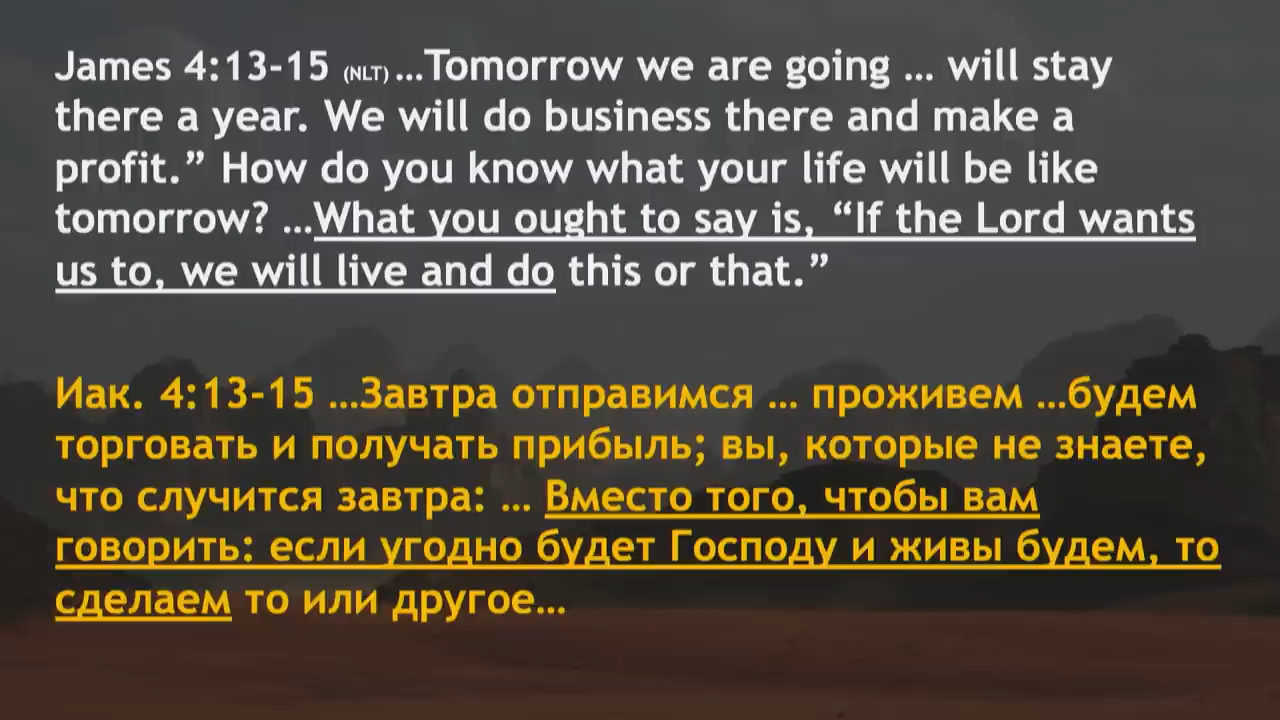 James 4:13-15 (NLT) …Tomorrow we are going … will stay
there a year. We will do business there and make a
profit.” How do you know what your life will be like
tomorrow? …What you ought to say is, “If the Lord wants
us to, we will live and do this or that.”
Иак. 4:13-15 …Завтра отправимся … проживем …будем
торговать и получать прибыль; вы, которые не знаете,
что случится завтра: … Вместо того, чтобы вам
говорить: если угодно будет Господу и живы будем, то
сделаем то или другое…